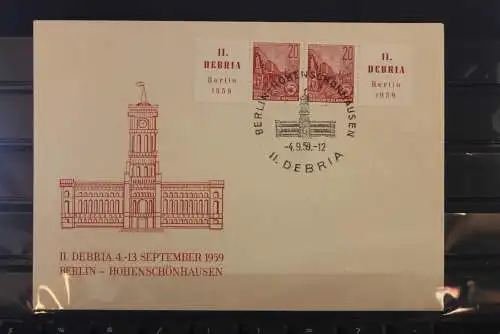 II.
DEBRIA
Berlin
1959
20
20
II.
DEBRIA
Berlin
1959
BERLIN-HOHENSCHÖNHAUSEN
-4.9.59.-12
II. DEBRIA
II. DEBRIA 4.-13. SEPTEMBER 1959
BERLIN – HOHENSCHÖNHAUSEN